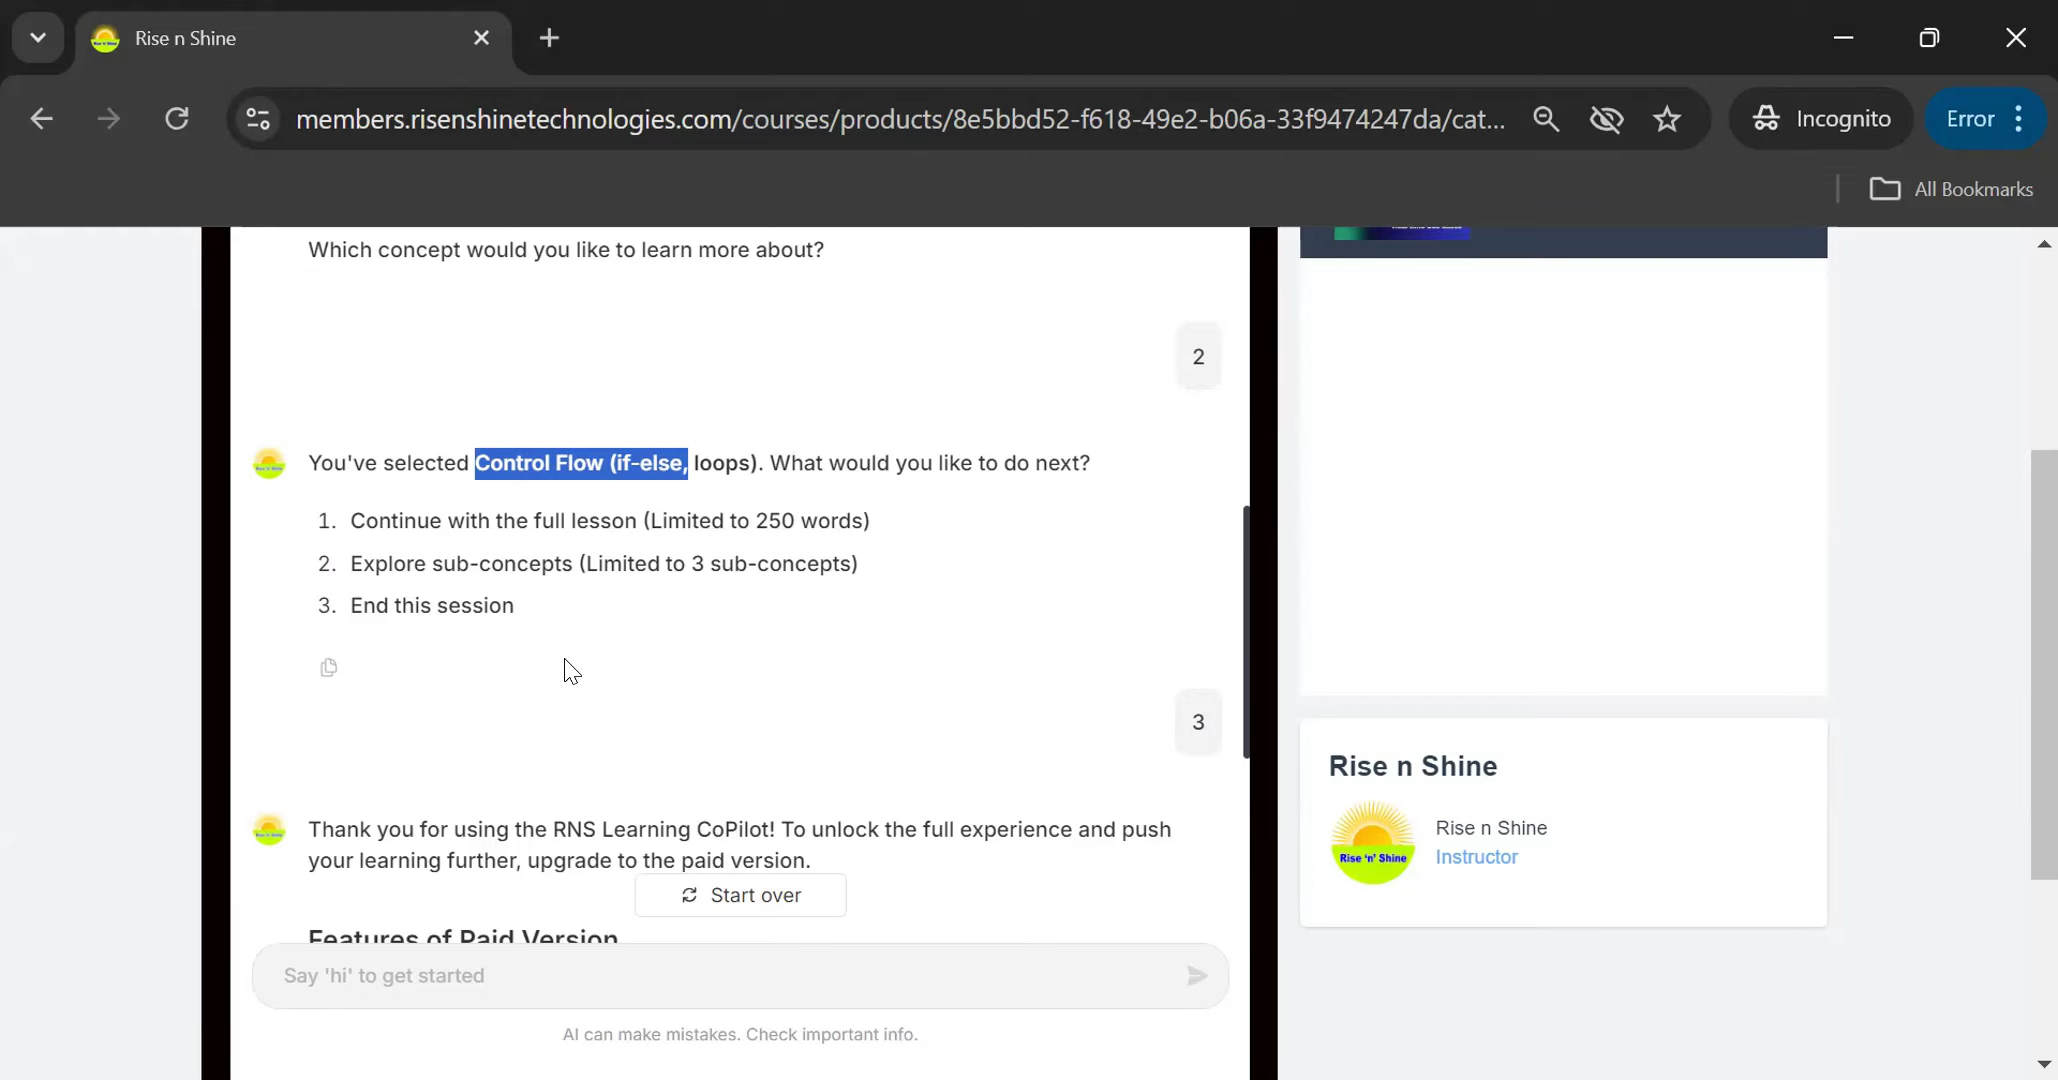 Rise n Shine
members.risenshinetechnologies.com/courses/products/8e5bbd52-f618-49e2-b06a-33f9474247da/cat...
Incognito
Error
All Bookmarks
Which concept would you like to learn more about?
2
You've selected Control Flow (if-else, loops). What would you like to do next?
1. Continue with the full lesson (Limited to 250 words)
2. Explore sub-concepts (Limited to 3 sub-concepts)
3. End this session
3
Thank you for using the RNS Learning CoPilot! To unlock the full experience and push
your learning further, upgrade to the paid version.
Start over
Features of Paid Version
Say 'hi' to get started
AI can make mistakes. Check important info.
Rise n Shine
Rise 'n' Shine
Rise n Shine
Instructor